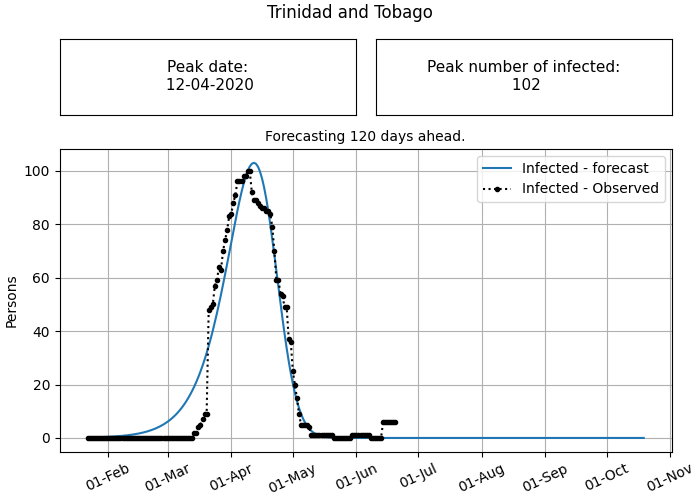 Trinidad and Tobago
Peak date:
12-04-2020
Peak number of infected:
102
Forecasting 120 days ahead.
Infected - forecast
Infected - Observed
Persons
100
80
60
40
20
0
01-Feb
01-Mar
01-Apr
01-May
01-Jun
01-Jul
01-Aug
01-Sep
01-Oct
01-Nov